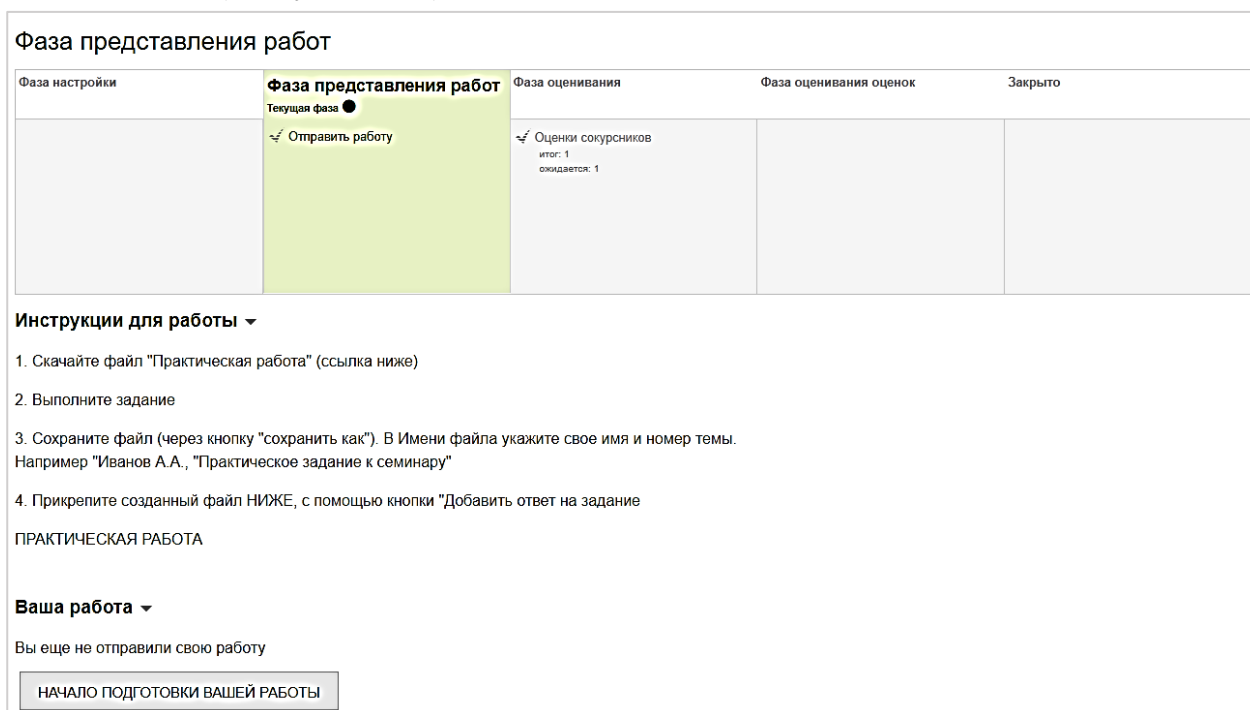 Фаза представления работ
Фаза настройки
Фаза представления работ
Текущая фаза
Отправить работу
Фаза оценивания
Оценки сокурсников
итог: 1
ожидается: 1
Фаза оценивания оценок
Закрыто
Инструкции для работы
1. Скачайте файл "Практическая работа" (ссылка ниже)
2. Выполните задание
3. Сохраните файл (через кнопку "сохранить как"). В Имени файла укажите свое имя и номер темы.
Например "Иванов А.А., "Практическое задание к семинару"
4. Прикрепите созданный файл НИЖЕ, с помощью кнопки "Добавить ответ на задание
ПРАКТИЧЕСКАЯ РАБОТА
Ваша работа
Вы еще не отправили свою работу
НАЧАЛО ПОДГОТОВКИ ВАШЕЙ РАБОТЫ